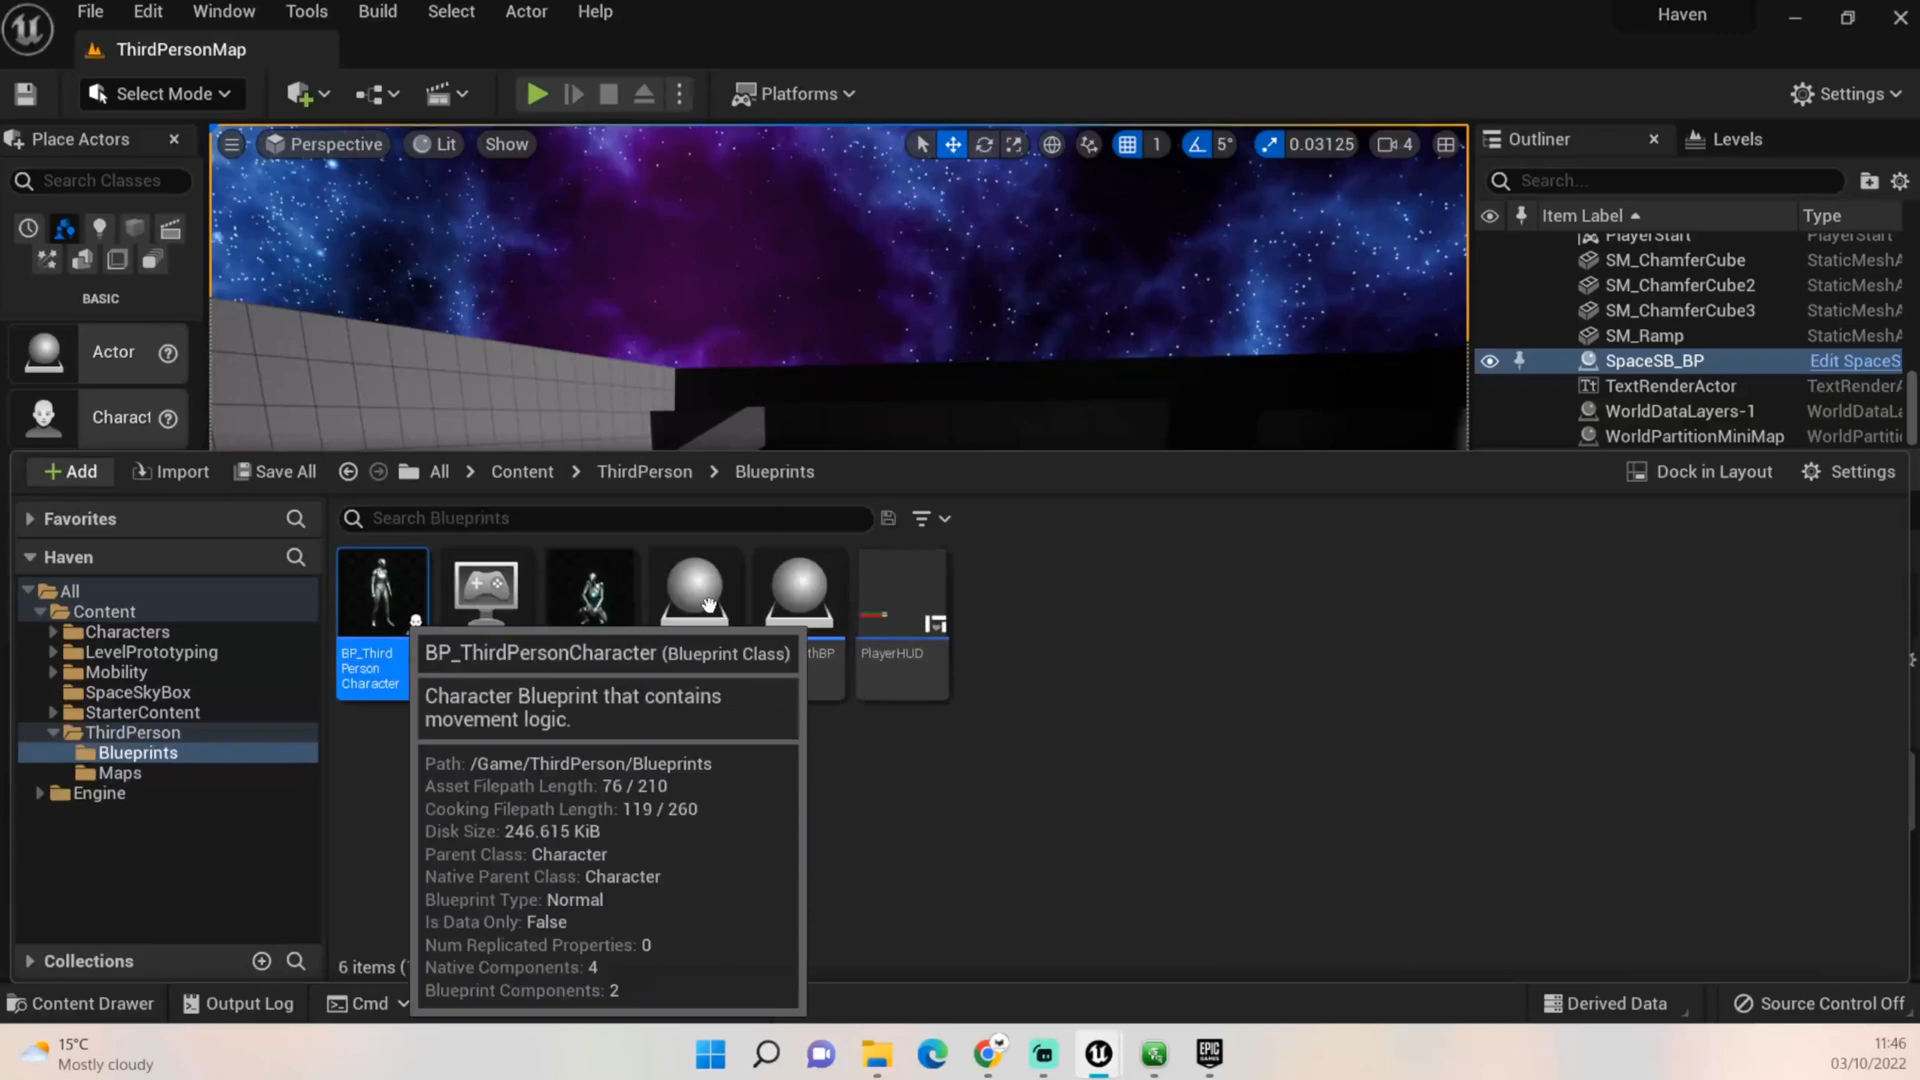 File Edit Window Tools Build Select Actor Help
Haven
ThirdPersonMap
Select Mode
Platforms
Settings
Place Actors
Search Classes
BASIC
Actor
Charact
Perspective
Lit
Show
1
5°
0.03125
4
Outliner
Levels
Search...
Item Label
Type
PlayerStart PlayerStart
SM_ChamferCube StaticMeshA
SM_ChamferCube2 StaticMeshA
SM_ChamferCube3 StaticMeshA
SM_Ramp StaticMeshA
SpaceSB_BP Edit SpaceS
TextRenderActor TextRenderA
WorldDataLayers-1 WorldDataLa
WorldPartitionMiniMap WorldPartitic
Add
Import
Save All
All > Content > ThirdPerson > Blueprints
Dock in Layout
Settings
Favorites
Haven
All
Content
Characters
LevelPrototyping
Mobility
SpaceSkyBox
StarterContent
ThirdPerson
Blueprints
Maps
Engine
Collections
Search Blueprints
BP_Third
Person
Character
thBP
PlayerHUD
BP_ThirdPersonCharacter (Blueprint Class)
Character Blueprint that contains
movement logic.
Path: /Game/ThirdPerson/Blueprints
Asset Filepath Length: 76 / 210
Cooking Filepath Length: 119 / 260
Disk Size: 246.615 KiB
Parent Class: Character
Native Parent Class: Character
Blueprint Type: Normal
Is Data Only: False
Num Replicated Properties: 0
Native Components: 4
Blueprint Components: 2
6 items (
Content Drawer
Output Log
Cmd
Derived Data
Source Control Off
15°C
Mostly cloudy
EPIC
GAMES
11:46
03/10/2022